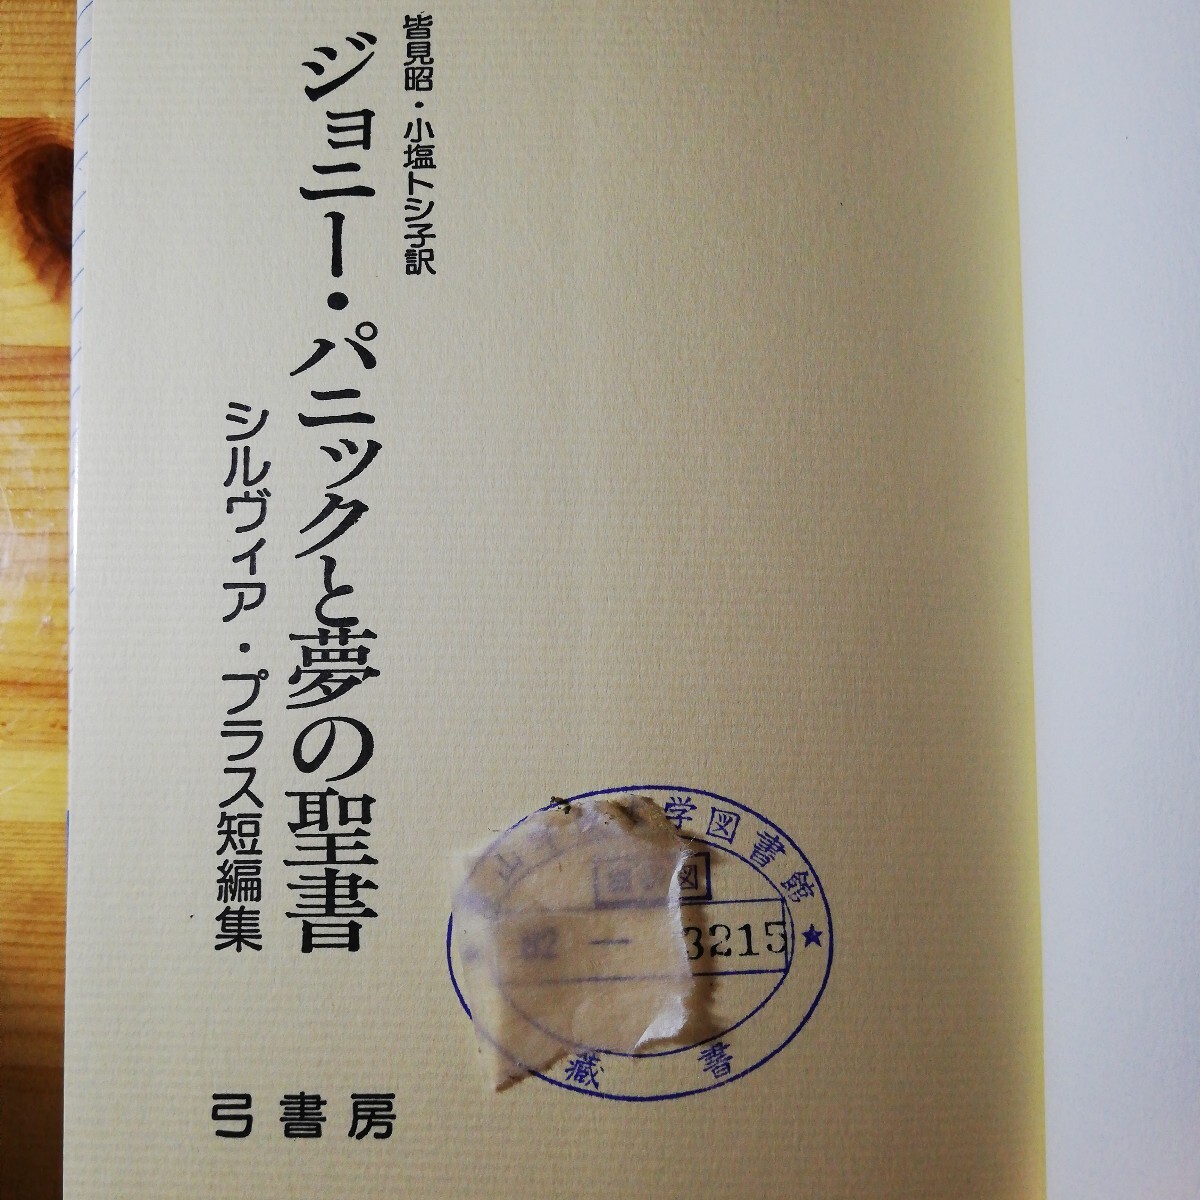 皆見昭・小塩トシ子訳
ジョニー・パニックと夢の聖書
シルヴィア・プラス短編集
弓書房
学図書館
図
82 — 3215
蔵書